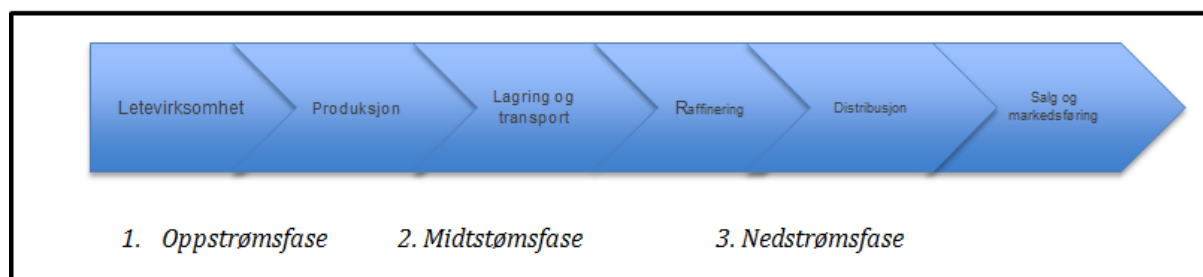 Letevirksomhet
Produksjon
Lagring og
transport
Raffinering
Distribusjon
Salg og
markedsføring
1. Oppstrømsfase
2. Midtstømsfase
3. Nedstrømsfase